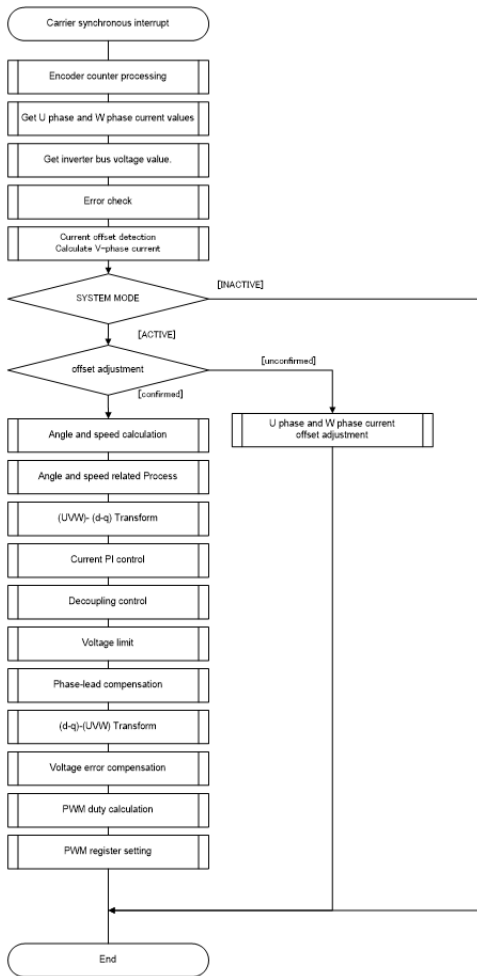 Carrier synchronous interrupt
Encoder counter processing
Get U phase and W phase current values
Get inverter bus voltage value.
Error check
Current offset detection
Calculate V-phase current
SYSTEM MODE
[INACTIVE]
[ACTIVE]
offset adjustment
[unconfirmed]
[confirmed]
U phase and W phase current
offset adjustment
Angle and speed calculation
Angle and speed related Process
(UVW)- (d-q) Transform
Current PI control
Decoupling control
Voltage limit
Phase-lead compensation
(d-q)-(UVW) Transform
Voltage error compensation
PWM duty calculation
PWM register setting
End